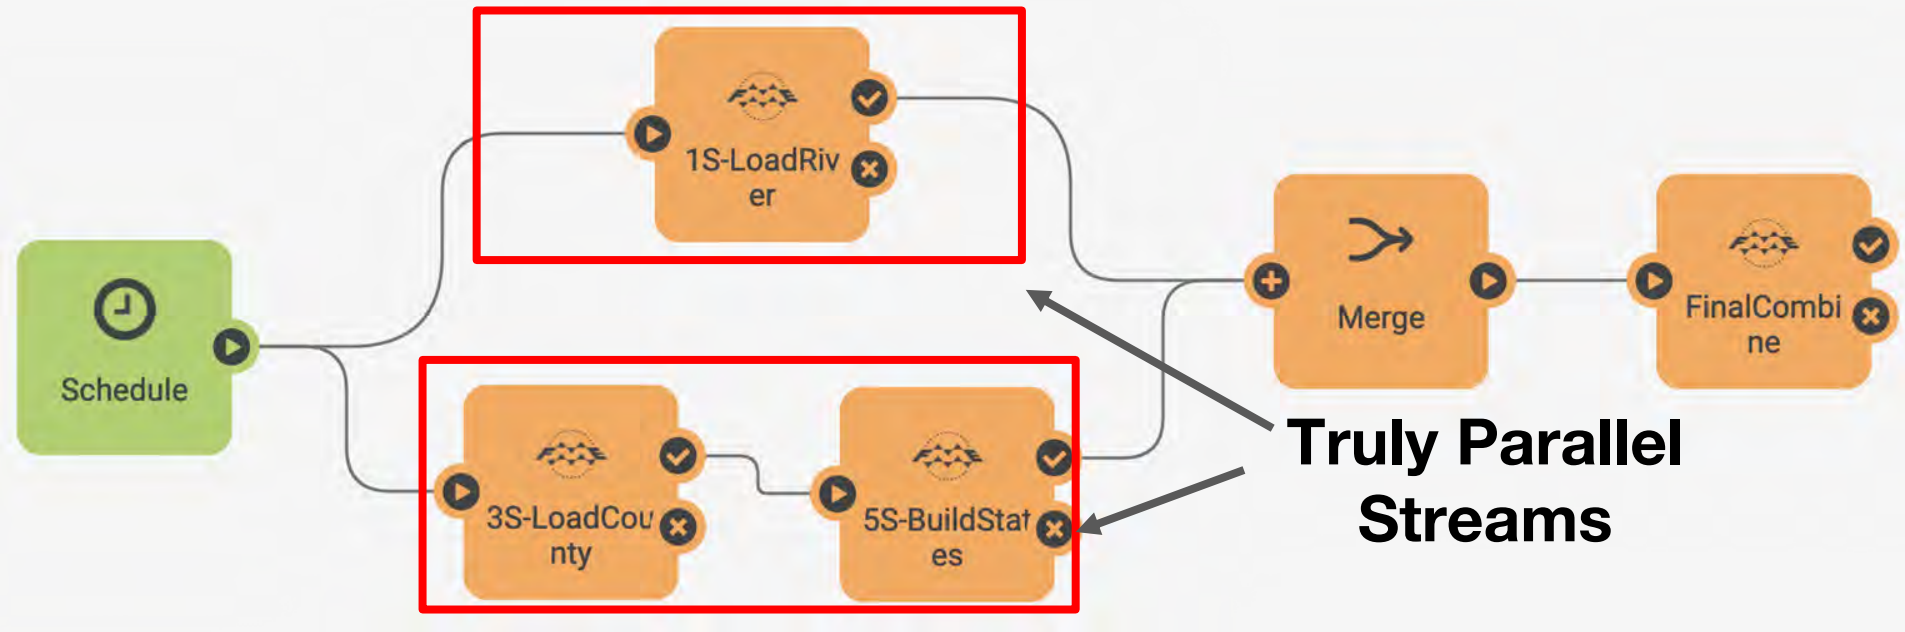 1S-LoadRiv
er
Schedule
Merge
FinalCombi
ne
3S-LoadCou
nty
5S-BuildStat
es
Truly Parallel
Streams